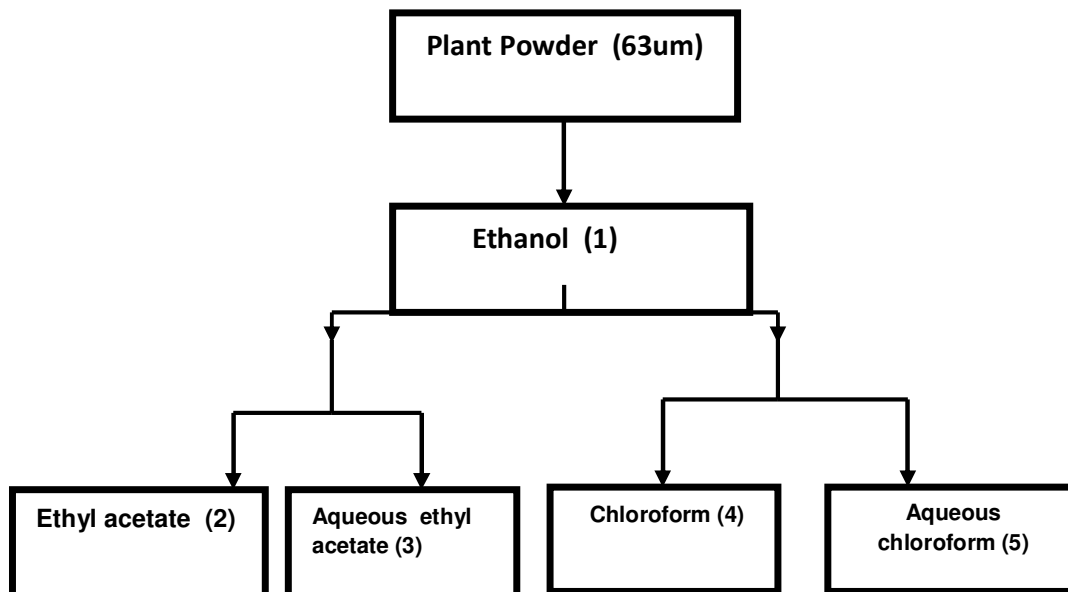 Plant Powder (63um)
Ethanol (1)
Ethyl acetate (2)
Aqueous ethyl
acetate (3)
Chloroform (4)
Aqueous
chloroform (5)